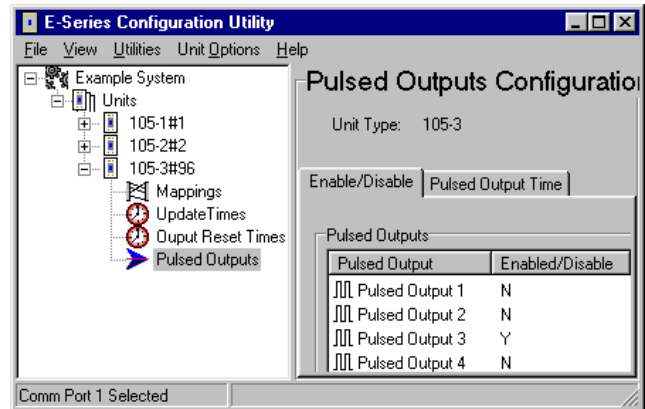 E-Series Configuration Utility
File View Utilities Unit Options Help
Example System
Units
105-1#1
105-2#2
105-3#96
Mappings
UpdateTimes
Ouput Reset Times
Pulsed Outputs
Pulsed Outputs Configuratio
Unit Type: 105-3
Enable/Disable Pulsed Output Time
Pulsed Outputs
Pulsed Output Enabled/Disable
Pulsed Output 1 N
Pulsed Output 2 N
Pulsed Output 3 Y
Pulsed Output 4 N
Comm Port 1 Selected